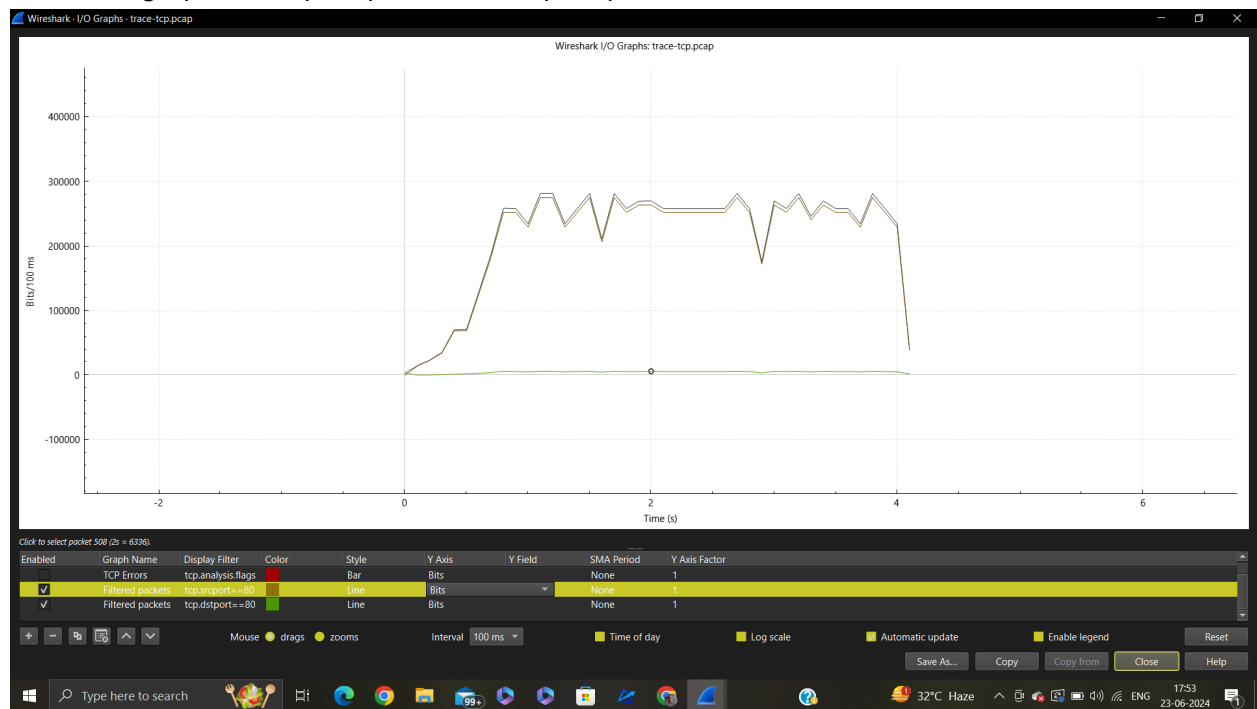 Wireshark · I/O Graphs · trace-tcp.pcap
Wireshark I/O Graphs: trace-tcp.pcap
400000
300000
200000
100000
0
-100000
Bits/100 ms
-2 0 2 4 6
Time (s)
Click to select packet 508 (2s = 6336).
Enabled Graph Name Display Filter Color Style Y Axis Y Field SMA Period Y Axis Factor
TCP Errors tcp.analysis.flags Bar Bits None 1
Filtered packets tcp.srcport==80 Line Bits None 1
Filtered packets tcp.dstport==80 Line Bits None 1
Mouse drags zooms Interval 100 ms Time of day Log scale Automatic update Enable legend Reset
Save As... Copy Copy from Close Help
Type here to search 99+ 32°C Haze ENG 17:53
23-06-2024 1